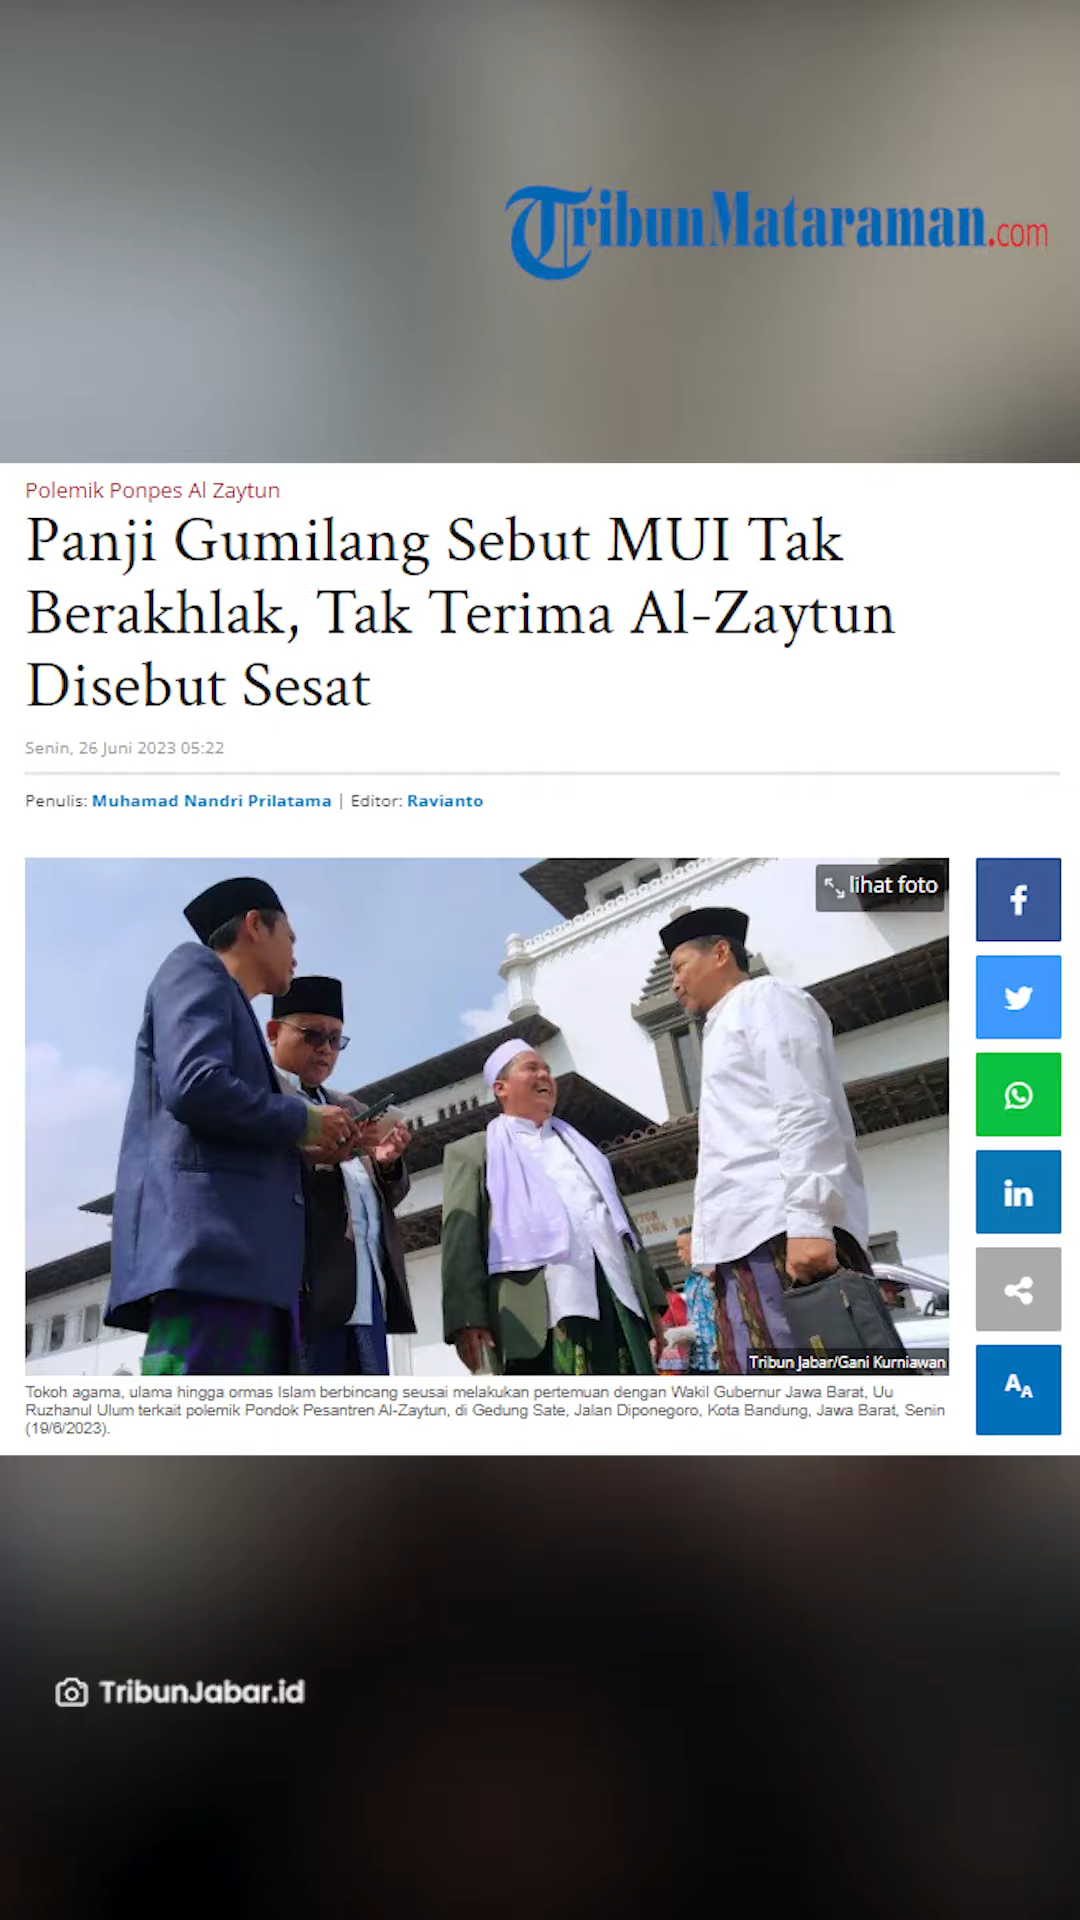 TribunMataraman.com
Polemik Ponpes Al Zaytun
Panji Gumilang Sebut MUI Tak
Berakhlak, Tak Terima Al-Zaytun
Disebut Sesat
Senin, 26 Juni 2023 05:22
Penulis: Muhamad Nandri Prilatama | Editor: Ravianto
lihat foto
JAWA BA
Tribun Jabar/Gani Kurniawan
Tokoh agama, ulama hingga ormas Islam berbincang seusai melakukan pertemuan dengan Wakil Gubernur Jawa Barat, Uu
Ruzhanul Ulum terkait polemik Pondok Pesantren Al-Zaytun, di Gedung Sate, Jalan Diponegoro, Kota Bandung, Jawa Barat, Senin
(19/6/2023).
f
in
AA
TribunJabar.id